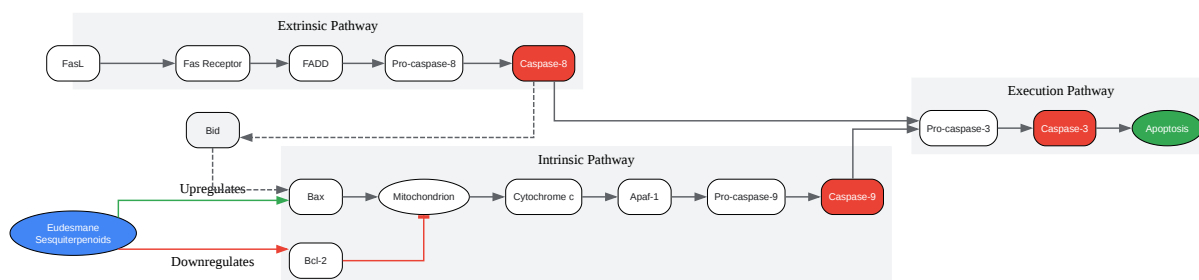 Extrinsic Pathway
FasL
Fas Receptor
FADD
Pro-caspase-8
Caspase-8
Execution Pathway
Pro-caspase-3
Caspase-3
Apoptosis
Bid
Intrinsic Pathway
Upregulates
Bax
Mitochondrion
Cytochrome c
Apaf-1
Pro-caspase-9
Caspase-9
Eudesmane
Sesquiterpenoids
Downregulates
Bcl-2